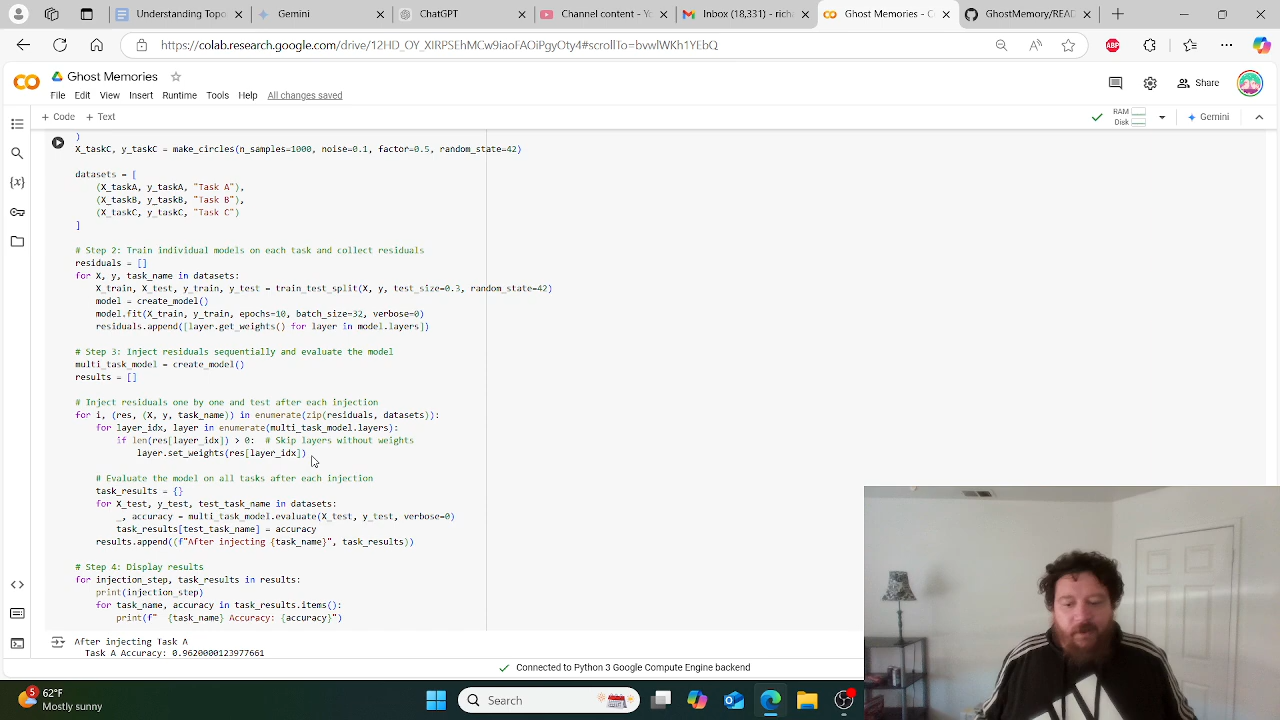 Understanding Topo
Gemini
ChatGPT
Channel content - Yo
Inbox (18,331) - rich
Ghost Memories - C
GhostMemory/READ
https://colab.research.google.com/drive/
Ghost Memories
File Edit View Insert Runtime Tools Help All changes saved
Share
+ Code + Text
RAM
Disk
Gemini
)
X_taskC, y_taskC = make_circles(n_samples=1000, noise=0.1, factor=0.5, random_state=42)
datasets = [
(X_taskA, y_taskA, "Task A"),
(X_taskB, y_taskB, "Task B"),
(X_taskC, y_taskC, "Task C")
]
# Step 2: Train individual models on each task and collect residuals
residuals = []
for X, y, task_name in datasets:
X_train, X_test, y_train, y_test = train_test_split(X, y, test_size=0.3, random_state=42)
model = create_model()
model.fit(X_train, y_train, epochs=10, batch_size=32, verbose=0)
residuals.append([layer.get_weights() for layer in model.layers])
# Step 3: Inject residuals sequentially and evaluate the model
multi_task_model = create_model()
results = []
# Inject residuals one by one and test after each injection
for i, (res, (X, y, task_name)) in enumerate(zip(residuals, datasets)):
for layer_idx, layer in enumerate(multi_task_model.layers):
if len(res[layer_idx]) > 0: # Skip layers without weights
layer.set_weights(res[layer_idx])
# Evaluate the model on all tasks after each injection
task_results = {}
for X_test, y_test, test_task_name in datasets:
_, accuracy = multi_task_model.evaluate(X_test, y_test, verbose=0)
task_results[test_task_name] = accuracy
results.append((f"After injecting {task_name}", task_results))
# Step 4: Display results
for injection_step, task_results in results:
print(injection_step)
for task_name, accuracy in task_results.items():
print(f"  {task_name} Accuracy: {accuracy}")
After injecting Task A
Task A Accuracy: 0.9620000123977661
Connected to Python 3 Google Compute Engine backend
5
62°F
Mostly sunny
Search